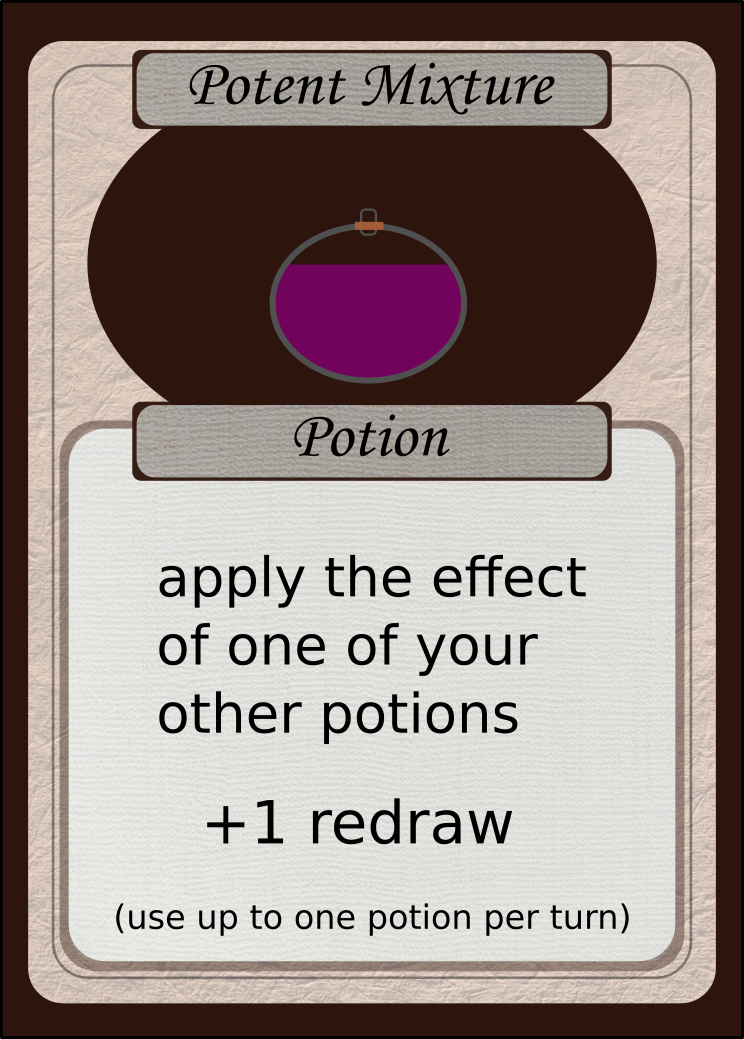 Potent Mixture
Potion
apply the effect
of one of your
other potions
+1 redraw
(use up to one potion per turn)